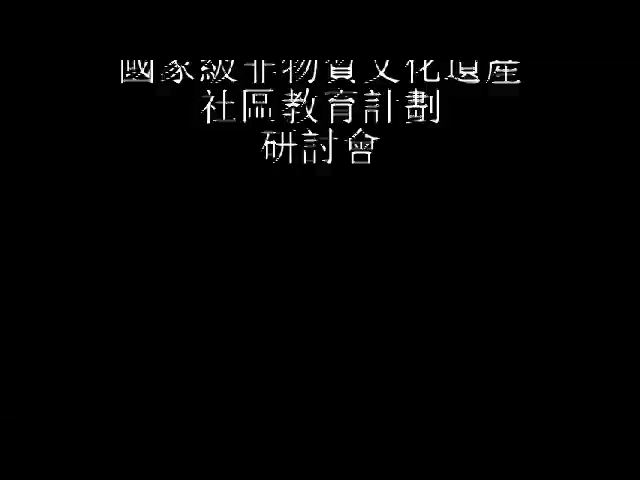 國家級非物質文化遺產
社區教育計劃
研討會